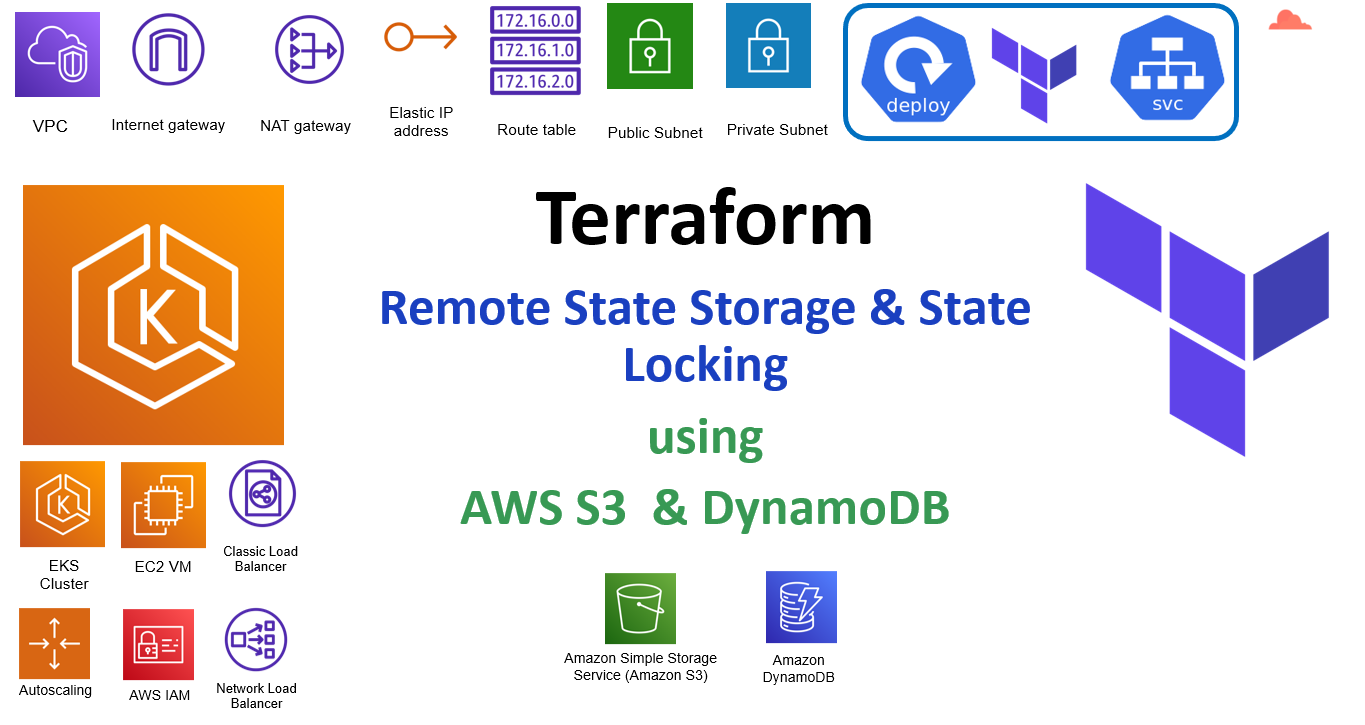 172.16.0.0
172.16.1.0
172.16.2.0
deploy
svc
VPC
Internet gateway
NAT gateway
Elastic IP
address
Route table
Public Subnet
Private Subnet
Terraform
Remote State Storage & State
Locking
using
AWS S3 & DynamoDB
K
K
EKS
Cluster
EC2 VM
Classic Load
Balancer
Autoscaling
AWS IAM
Network Load
Balancer
Amazon Simple Storage
Service (Amazon S3)
Amazon
DynamoDB